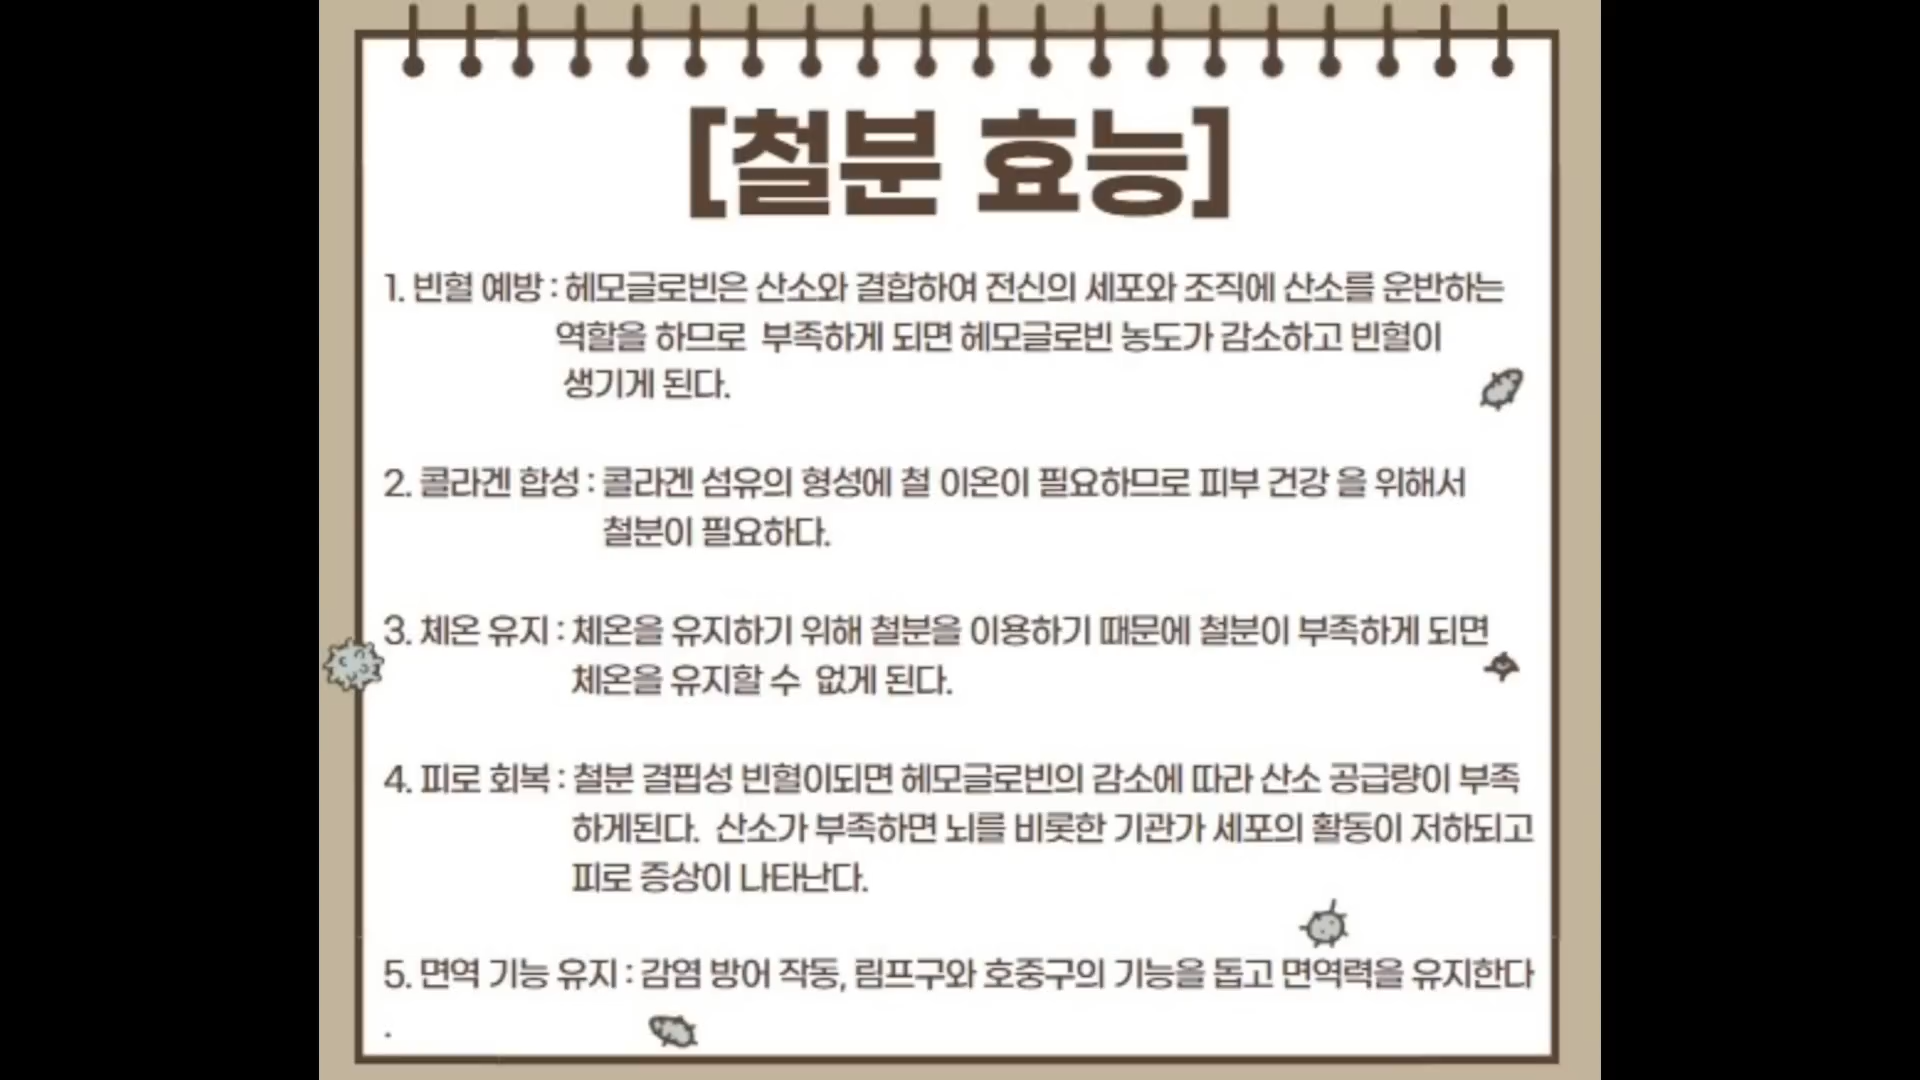 [철분 효능]
1. 빈혈 예방 : 헤모글로빈은 산소와 결합하여 전신의 세포와 조직에 산소를 운반하는
역할을 하므로 부족하게 되면 헤모글로빈 농도가 감소하고 빈혈이
생기게 된다.
2. 콜라겐 합성 : 콜라겐 섬유의 형성에 철 이온이 필요하므로 피부 건강 을 위해서
철분이 필요하다.
3. 체온 유지 : 체온을 유지하기 위해 철분을 이용하기 때문에 철분이 부족하게 되면
체온을 유지할 수 없게 된다.
4. 피로 회복 : 철분 결핍성 빈혈이되면 헤모글로빈의 감소에 따라 산소 공급량이 부족
하게된다. 산소가 부족하면 뇌를 비롯한 기관가 세포의 활동이 저하되고
피로 증상이 나타난다.
5. 면역 기능 유지 : 감염 방어 작동, 림프구와 호중구의 기능을 돕고 면역력을 유지한다
.